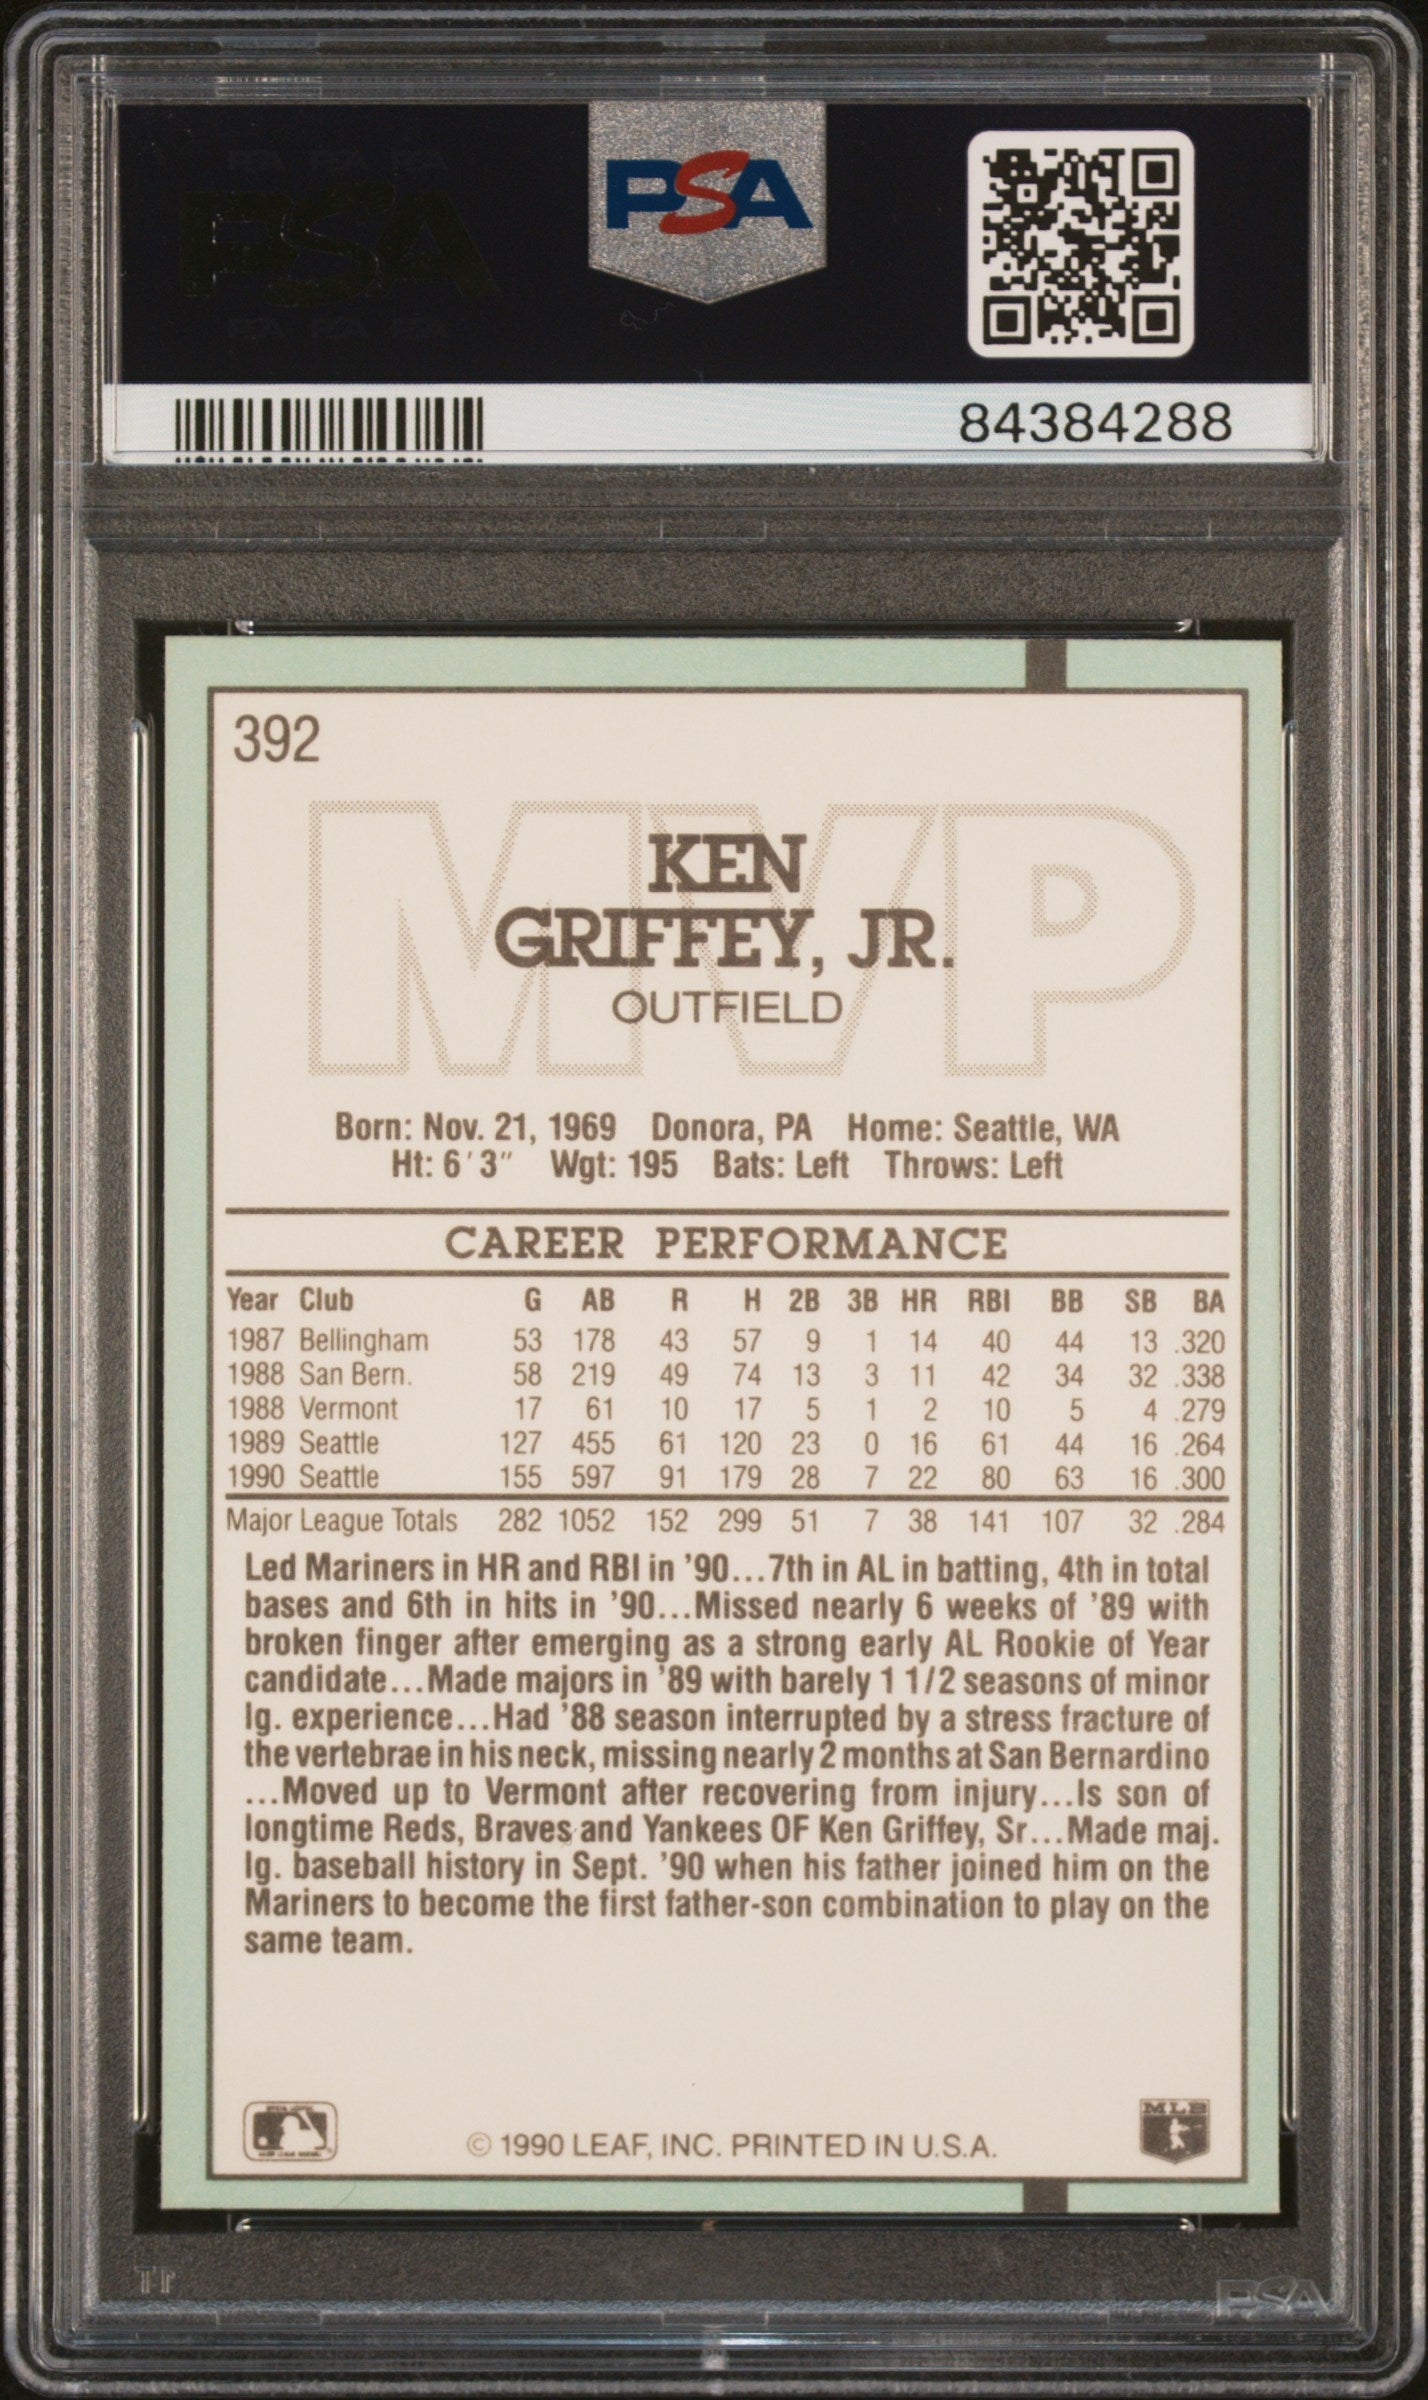 PSA
PSA PSA PSA
PSA
PSA PSA PSA
84384288
392
MVP
KEN
GRIFFEY, JR.
OUTFIELD
Born: Nov. 21, 1969 Donora, PA Home: Seattle, WA
Ht: 6'3" Wgt: 195 Bats: Left Throws: Left
CAREER PERFORMANCE
Year Club G AB R H 2B 3B HR RBI BB SB BA
1987 Bellingham 53 178 43 57 9 1 14 40 44 13 .320
1988 San Bern. 58 219 49 74 13 3 11 42 34 32 .338
1988 Vermont 17 61 10 17 5 1 2 10 5 4 .279
1989 Seattle 127 455 61 120 23 0 16 61 44 16 .264
1990 Seattle 155 597 91 179 28 7 22 80 63 16 .300
Major League Totals 282 1052 152 299 51 7 38 141 107 32 .284
Led Mariners in HR and RBI in '90...7th in AL in batting, 4th in total
bases and 6th in hits in '90...Missed nearly 6 weeks of '89 with
broken finger after emerging as a strong early AL Rookie of Year
candidate...Made majors in '89 with barely 1 1/2 seasons of minor
lg. experience...Had '88 season interrupted by a stress fracture of
the vertebrae in his neck, missing nearly 2 months at San Bernardino
...Moved up to Vermont after recovering from injury...Is son of
longtime Reds, Braves and Yankees OF Ken Griffey, Sr...Made maj.
lg. baseball history in Sept. '90 when his father joined him on the
Mariners to become the first father-son combination to play on the
same team.
MLB
© 1990 LEAF, INC. PRINTED IN U.S.A.
PSA